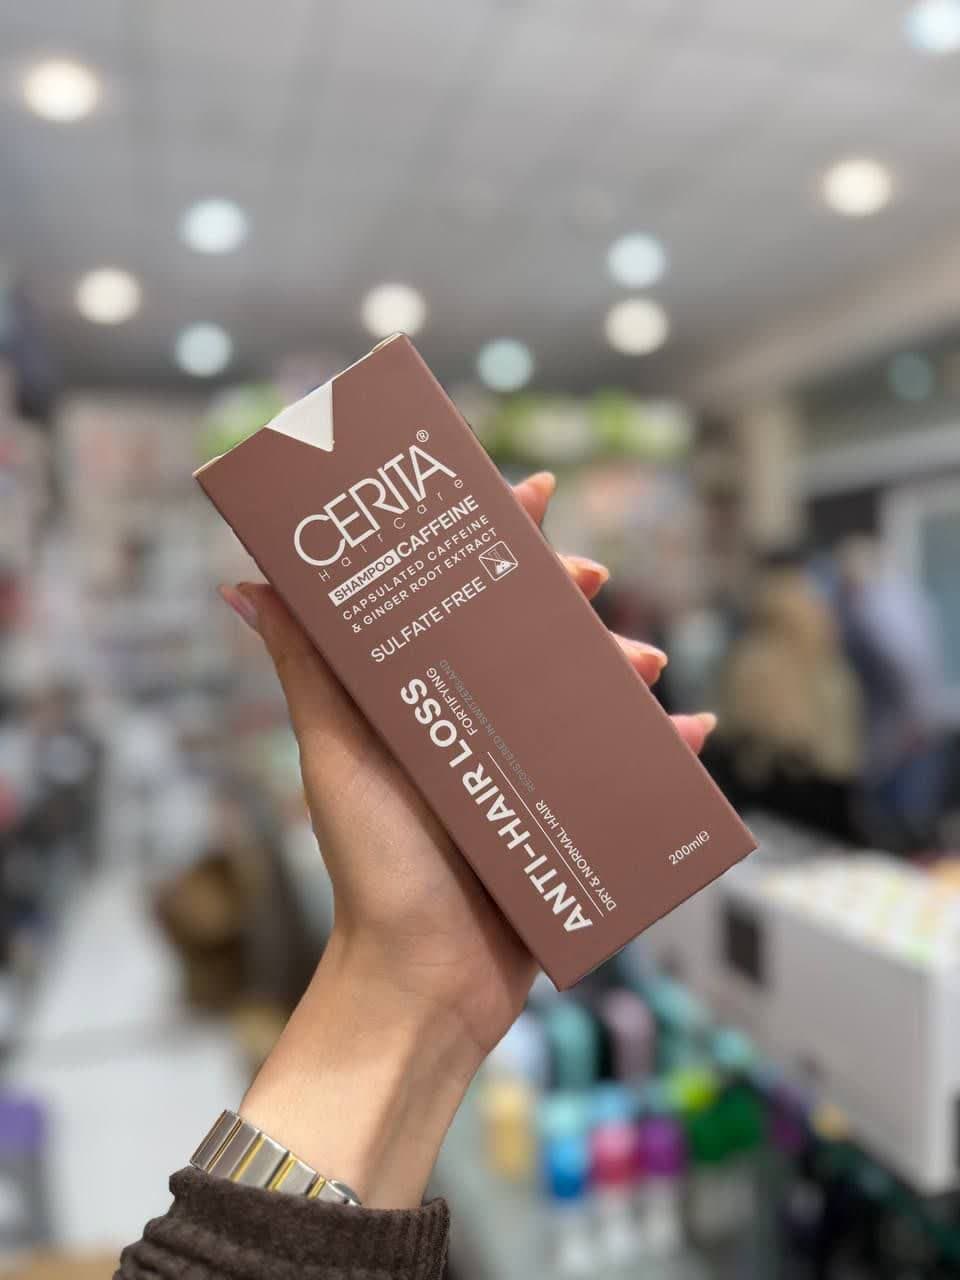 CERITA®
HairCare
SHAMPOO CAFFEINE
CAPSULATED CAFFEINE
& GINGER ROOT EXTRACT
SULFATE FREE
ANTI-HAIR LOSS
FORTIFYING
REGISTERED IN SWITZERLAND
DRY & NORMAL HAIR
200ml℮